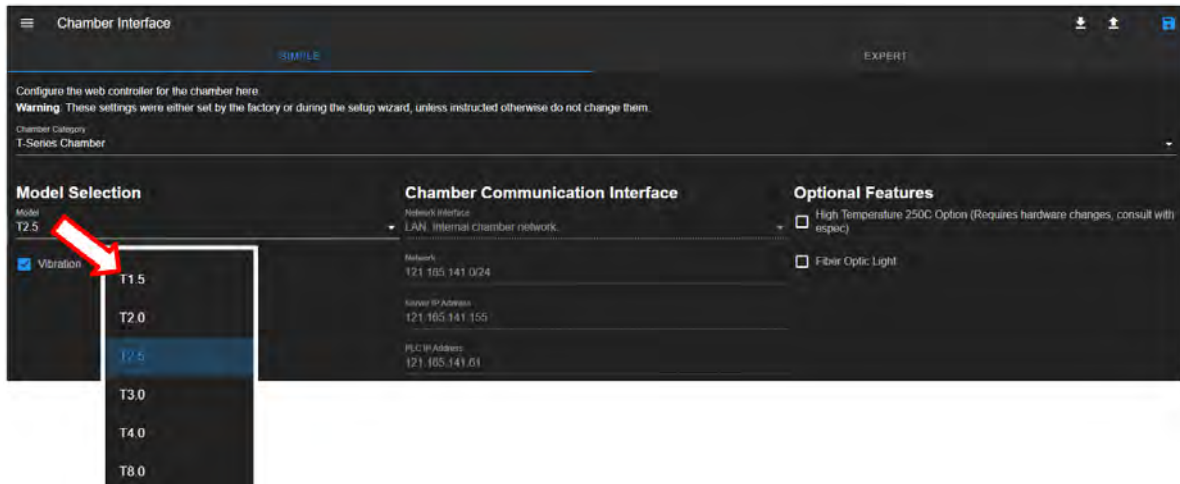 Chamber Interface
SIMPLE
EXPERT
Configure the web controller for the chamber here.
Warning: These settings were either set by the factory or during the setup wizard, unless instructed otherwise do not change them.
Chamber Category
T-Series Chamber
Model Selection
Model
T2.5
Vibration
T1.5
T2.0
T2.5
T3.0
T4.0
T8.0
Chamber Communication Interface
Network Interface
LAN. Internal chamber network.
Network
121.165.141.0/24
Server IP Address
121.165.141.155
PLC IP Address
121.165.141.61
Optional Features
High Temperature 250C Option (Requires hardware changes, consult with
espec)
Fiber Optic Light